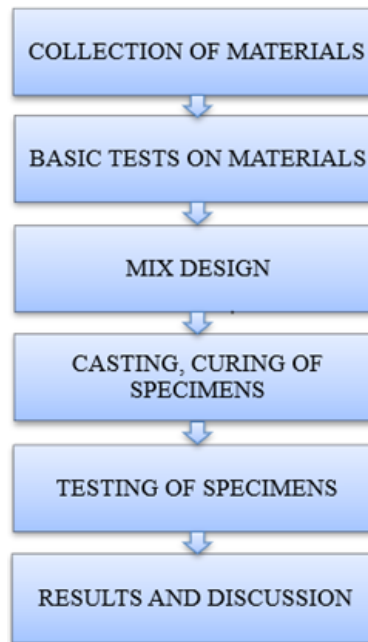 COLLECTION OF MATERIALS
BASIC TESTS ON MATERIALS
MIX DESIGN
CASTING, CURING OF
SPECIMENS
TESTING OF SPECIMENS
RESULTS AND DISCUSSION